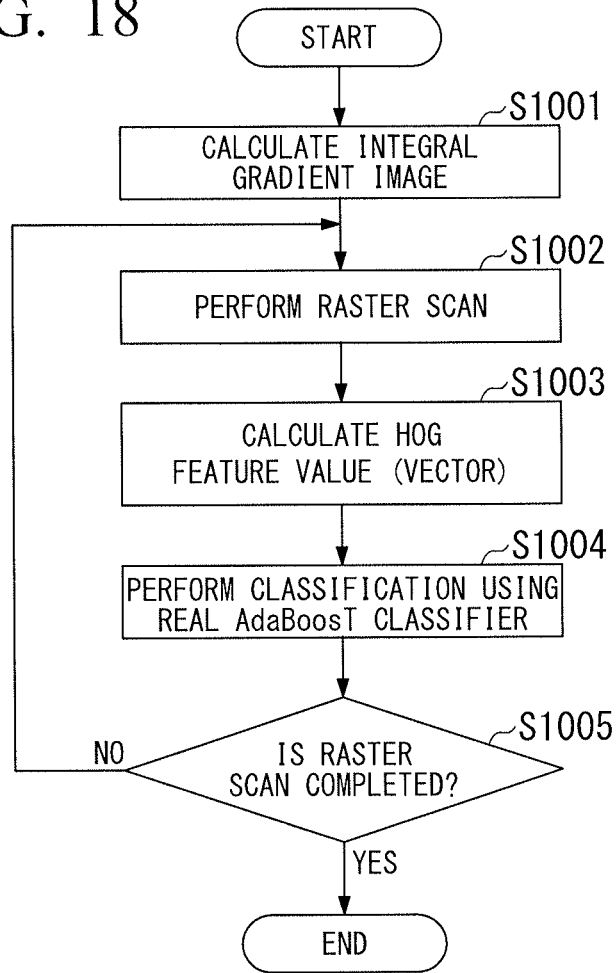 G. 18
START
S1001
CALCULATE INTEGRAL
GRADIENT IMAGE
S1002
PERFORM RASTER SCAN
S1003
CALCULATE HOG
FEATURE VALUE (VECTOR)
S1004
PERFORM CLASSIFICATION USING
REAL AdaBoosT CLASSIFIER
S1005
NO
IS RASTER
SCAN COMPLETED?
YES
END